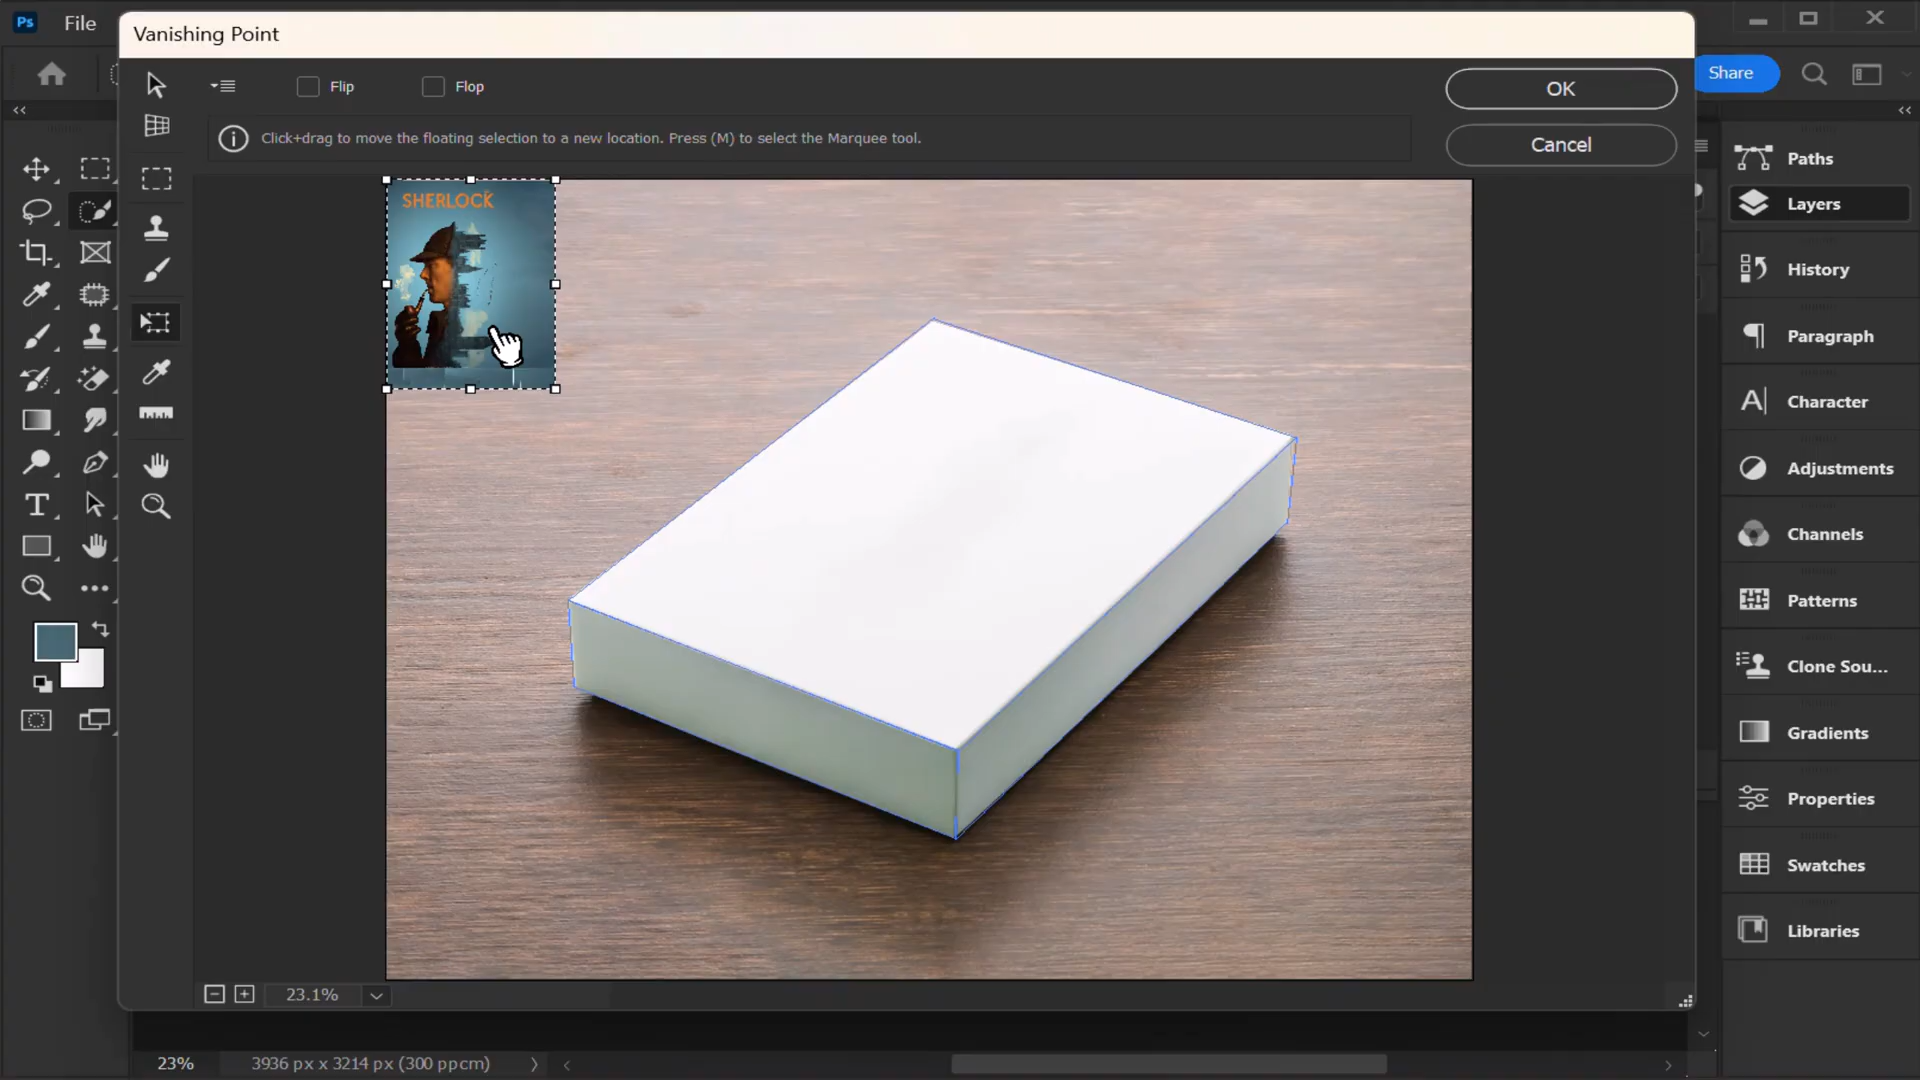 Ps File
Vanishing Point
Flip
Flop
OK
Share
Click+drag to move the floating selection to a new location. Press (M) to select the Marquee tool.
Cancel
Paths
SHERLOCK
Layers
History
Paragraph
A| Character
Adjustments
Channels
Patterns
Clone Sou...
Gradients
Properties
Swatches
Libraries
23.1%
23%
3936 px x 3214 px (300 ppcm)